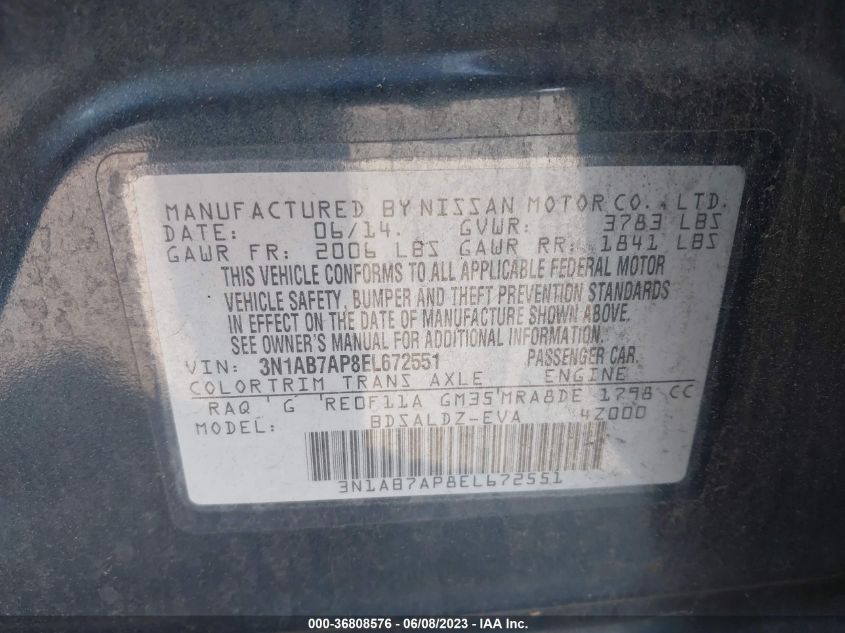 MANUFACTURED BY NISSAN MOTOR CO., LTD.
DATE: 06/14. GVWR: 3783 LBS
GAWR FR: 2006 LBS GAWR RR: 1841 LBS
THIS VEHICLE CONFORMS TO ALL APPLICABLE FEDERAL MOTOR
VEHICLE SAFETY, BUMPER AND THEFT PREVENTION STANDARDS
IN EFFECT ON THE DATE OF MANUFACTURE SHOWN ABOVE.
SEE OWNER'S MANUAL FOR ADDITIONAL INFORMATION.
VIN: 3N1AB7AP8EL672551 PASSENGER CAR
COLOR TRIM TRANS AXLE ENGINE
RAQ ' G ' RE0F11A GM35'MRA8DE 1798 CC
MODEL: BDSALDZ-EVA 4Z000
3N1AB7AP8EL672551
000-36808576 - 06/08/2023 - IAA Inc.